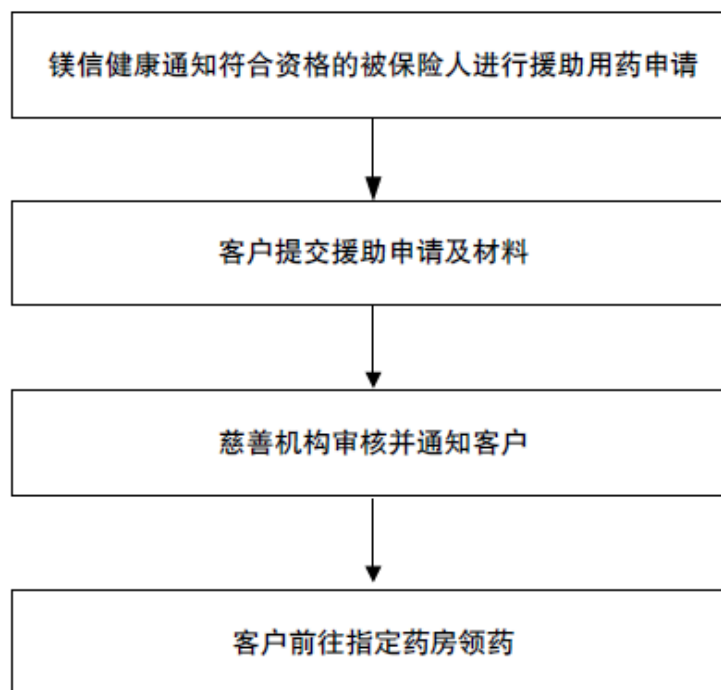 镁信健康通知符合资格的被保险人进行援助用药申请
客户提交援助申请及材料
慈善机构审核并通知客户
客户前往指定药房领药